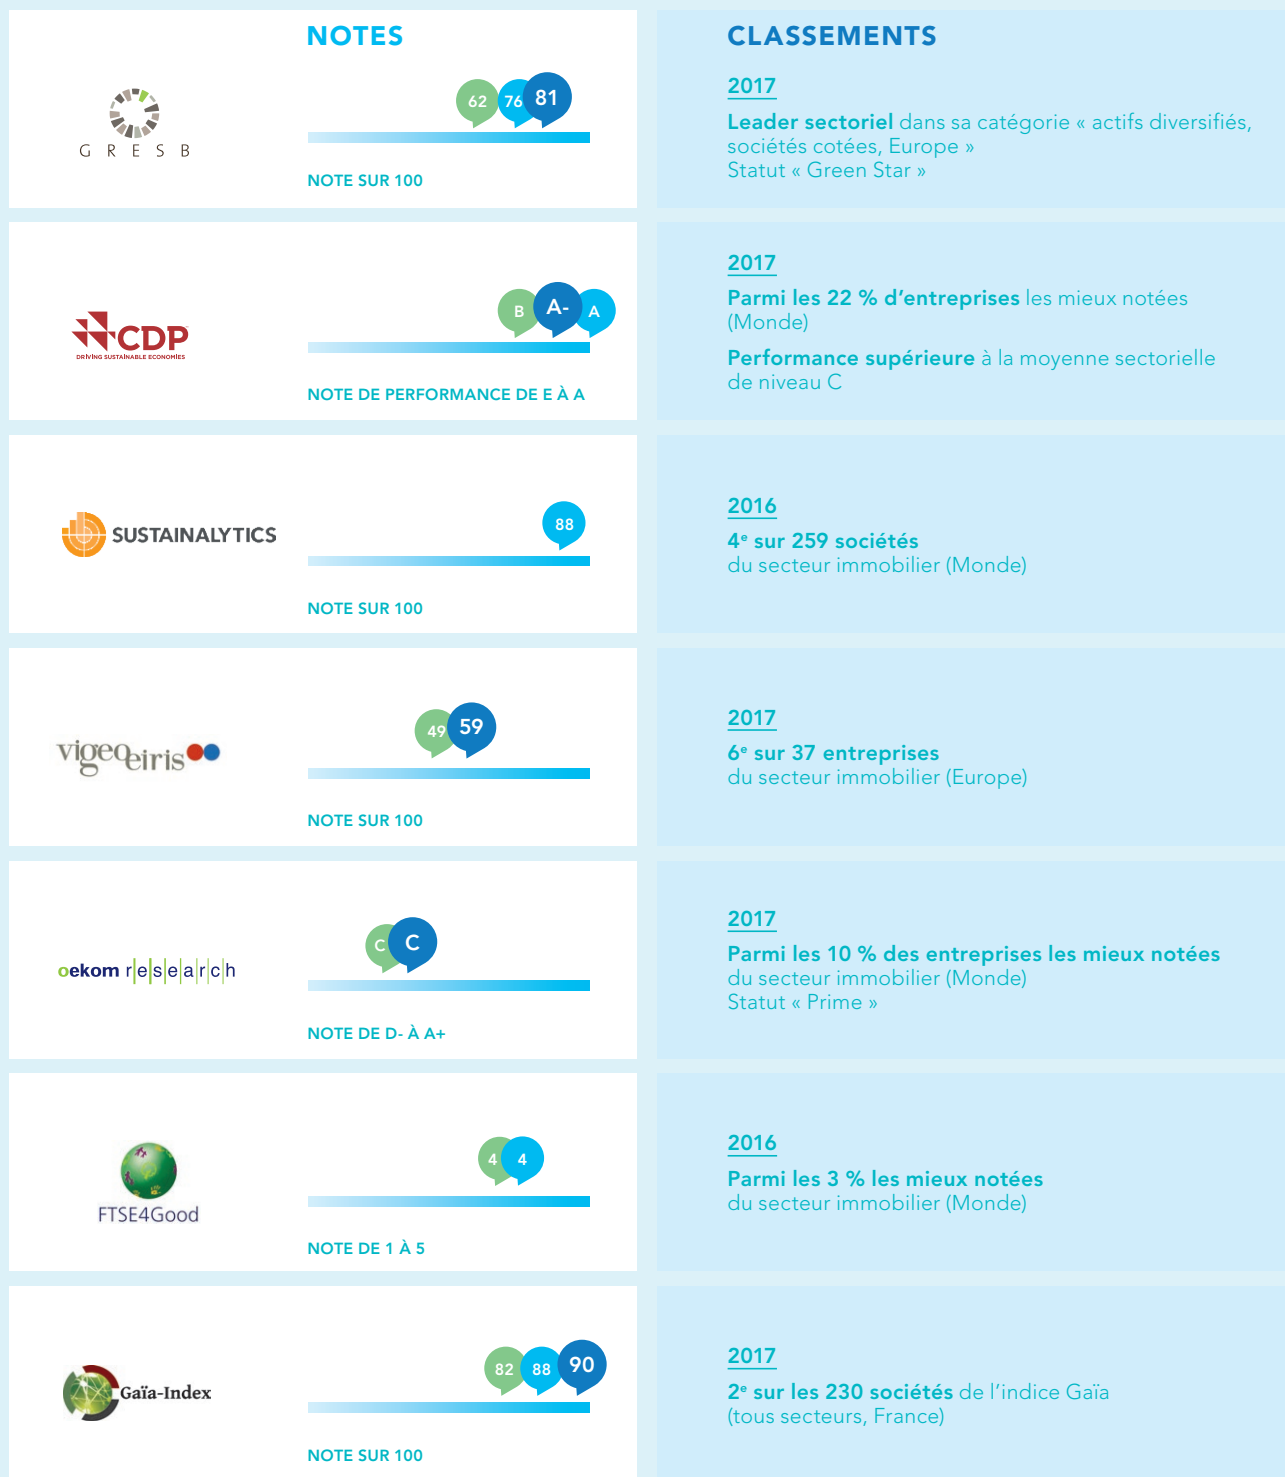 NOTES
CLASSEMENTS
62 76 81
GRESB
NOTE SUR 100
2017
Leader sectoriel dans sa catégorie « actifs diversifiés,
sociétés cotées, Europe »
Statut « Green Star »
B A- A
CDP
DRIVING SUSTAINABLE ECONOMIES
NOTE DE PERFORMANCE DE E À A
2017
Parmi les 22 % d’entreprises les mieux notées
(Monde)
Performance supérieure à la moyenne sectorielle
de niveau C
88
SUSTAINALYTICS
NOTE SUR 100
2016
4e sur 259 sociétés
du secteur immobilier (Monde)
49 59
vigeoeiris
NOTE SUR 100
2017
6e sur 37 entreprises
du secteur immobilier (Europe)
C C
oekom r|e|s|e|a|r|c|h
NOTE DE D- À A+
2017
Parmi les 10 % des entreprises les mieux notées
du secteur immobilier (Monde)
Statut « Prime »
4 4
FTSE4Good
NOTE DE 1 À 5
2016
Parmi les 3 % les mieux notées
du secteur immobilier (Monde)
82 88 90
Gaïa-Index
NOTE SUR 100
2017
2e sur les 230 sociétés de l’indice Gaïa
(tous secteurs, France)